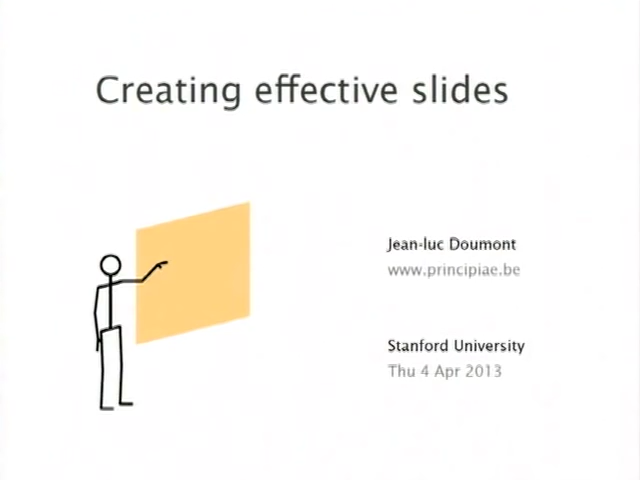 Creating effective slides
Jean-luc Doumont
www.principiae.be
Stanford University
Thu 4 Apr 2013